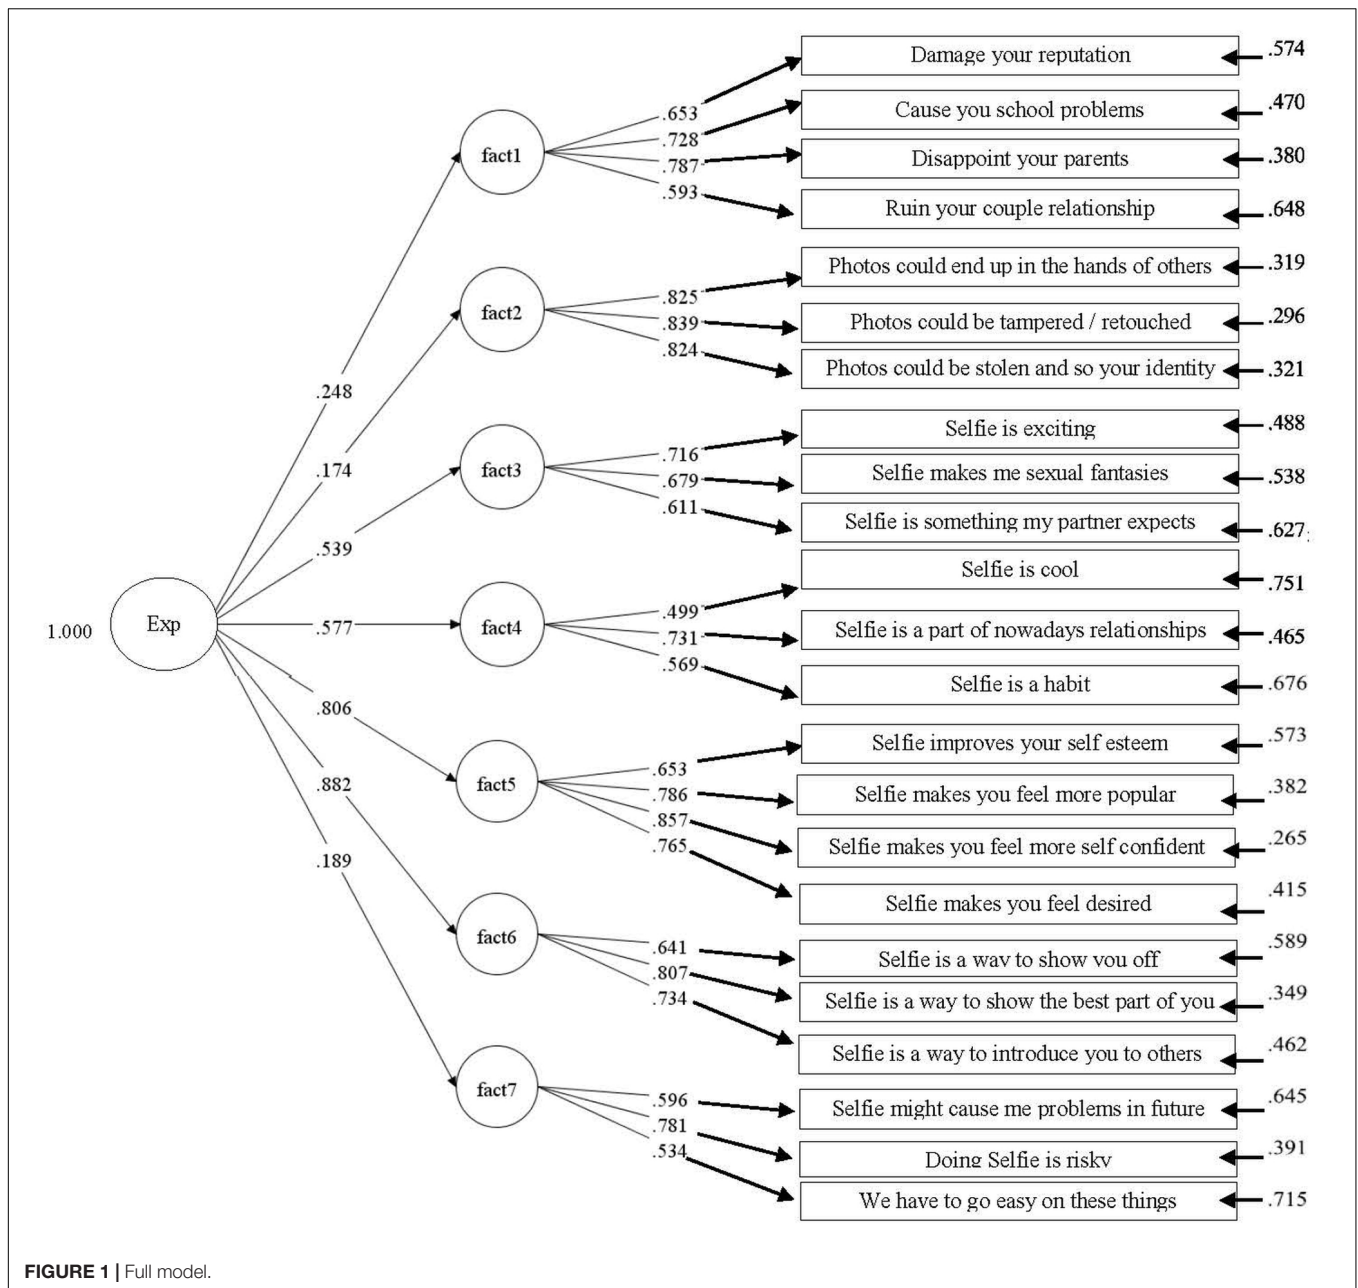 Damage your reputation .574
.653
Cause you school problems .470
.728
fact1
Disappoint your parents .380
.787
.593
Ruin your couple relationship .648
Photos could end up in the hands of others .319
.825
fact2
Photos could be tampered / retouched .296
.839
.824
Photos could be stolen and so your identity .321
.248
Selfie is exciting .488
.716
.174
fact3
Selfie makes me sexual fantasies .538
.679
.611
Selfie is something my partner expects .627
.539
Selfie is cool .751
.499
1.000 Exp
.577
fact4
Selfie is a part of nowadays relationships .465
.731
.569
Selfie is a habit .676
.806
Selfie improves your self esteem .573
.653
.882
fact5
Selfie makes you feel more popular .382
.786
.857
Selfie makes you feel more self confident .265
.765
.189
Selfie makes you feel desired .415
fact6
.641
Selfie is a way to show you off .589
.807
Selfie is a way to show the best part of you .349
.734
Selfie is a way to introduce you to others .462
fact7
.596
Selfie might cause me problems in future .645
.781
Doing Selfie is risky .391
.534
We have to go easy on these things .715
FIGURE 1 | Full model.